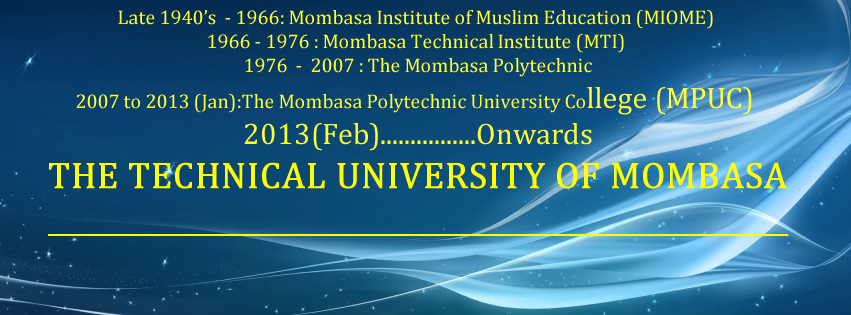 Late 1940’s - 1966: Mombasa Institute of Muslim Education (MIOME)
1966 - 1976 : Mombasa Technical Institute (MTI)
1976 - 2007 : The Mombasa Polytechnic
2007 to 2013 (Jan):The Mombasa Polytechnic University College (MPUC)
2013(Feb)................Onwards
THE TECHNICAL UNIVERSITY OF MOMBASA